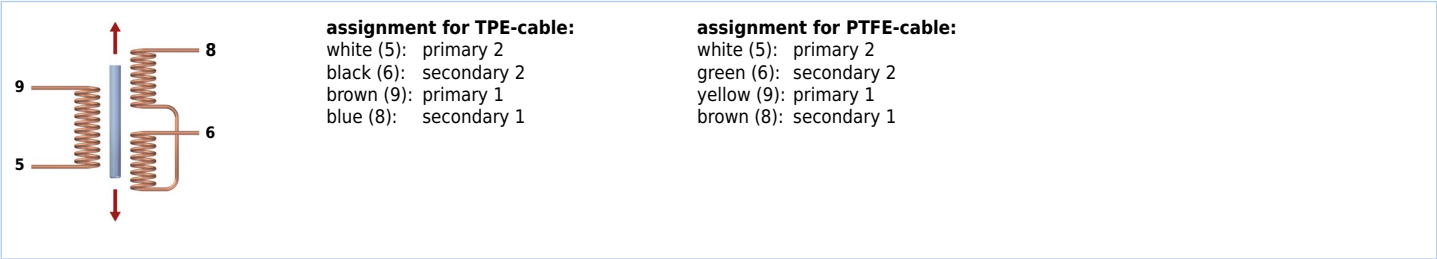 8
9
6
5
assignment for TPE-cable:
white (5): primary 2
black (6): secondary 2
brown (9): primary 1
blue (8): secondary 1
assignment for PTFE-cable:
white (5): primary 2
green (6): secondary 2
yellow (9): primary 1
brown (8): secondary 1